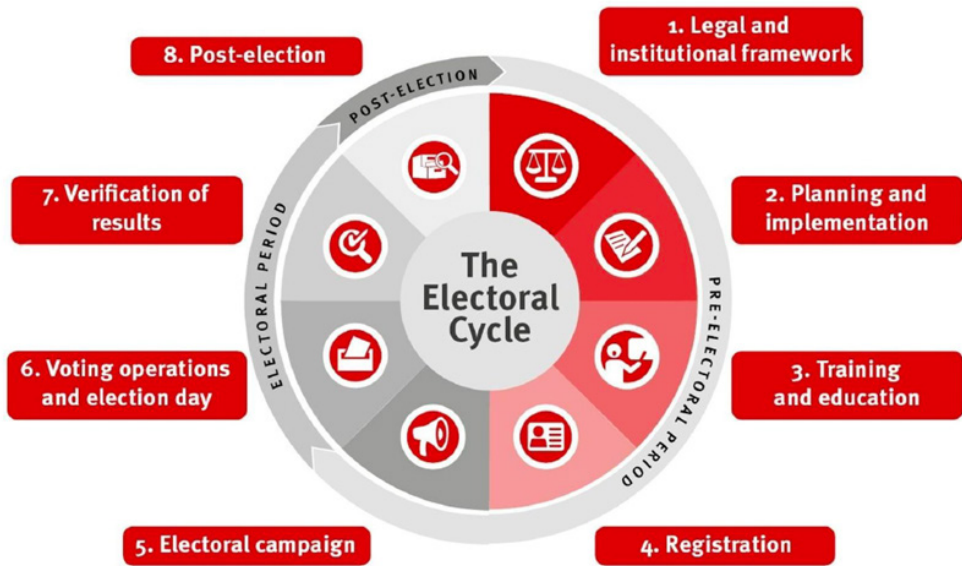 1. Legal and
institutional framework
2. Planning and
implementation
3. Training
and education
4. Registration
5. Electoral campaign
6. Voting operations
and election day
7. Verification of
results
8. Post-election
PRE-ELECTORAL PERIOD
ELECTORAL PERIOD
POST-ELECTION
The
Electoral
Cycle